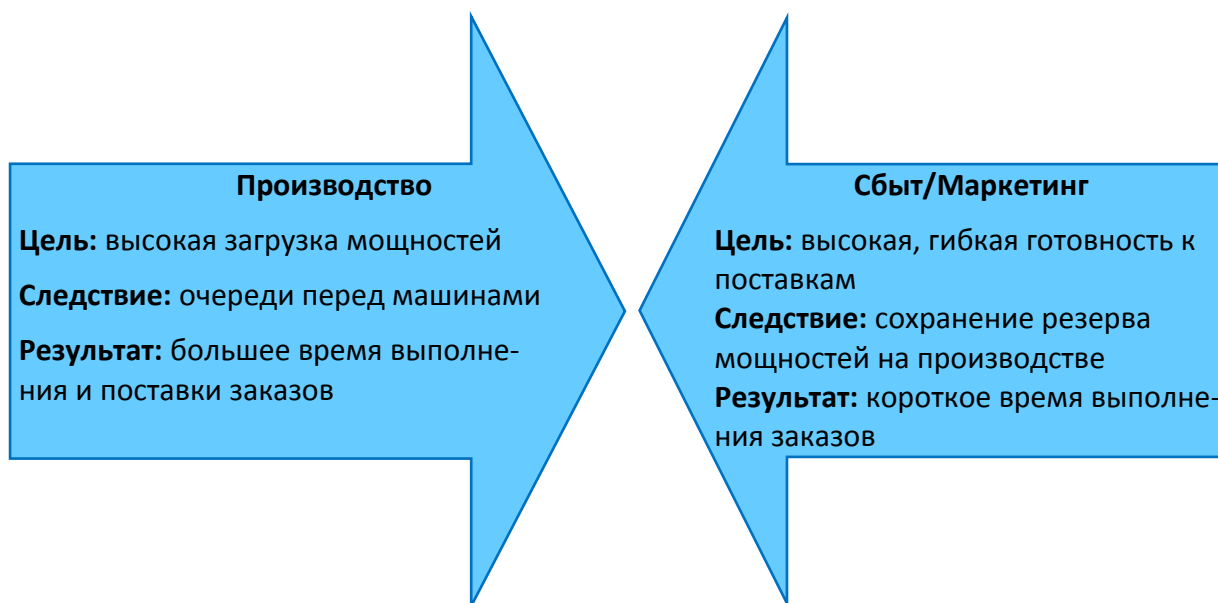 Производство
Цель: высокая загрузка мощностей
Следствие: очереди перед машинами
Результат: большее время выполне-
ния и поставки заказов
Сбыт/Маркетинг
Цель: высокая, гибкая готовность к
поставкам
Следствие: сохранение резерва
мощностей на производстве
Результат: короткое время выполне-
ния заказов